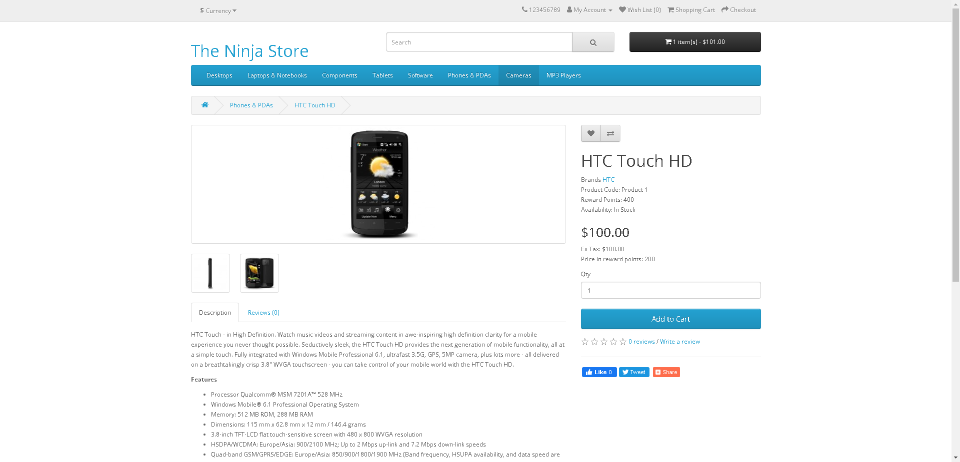 $ Currency
123456789 My Account Wish List (0) Shopping Cart Checkout
The Ninja Store
Search
1 item(s) - $101.00
Desktops Laptops & Notebooks Components Tablets Software Phones & PDAs Cameras MP3 Players
Phones & PDAs HTC Touch HD
HTC Touch HD
Brands HTC
Product Code: Product 1
Reward Points: 400
Availability: In Stock
$100.00
Ex Tax: $100.00
Price in reward points: 200
Qty
1
Add to Cart
0 reviews / Write a review
Like 0 Tweet Share
Description Reviews (0)
HTC Touch - in High Definition. Watch music videos and streaming content in awe-inspiring high definition clarity for a mobile
experience you never thought possible. Seductively sleek, the HTC Touch HD provides the next generation of mobile functionality, all at
a simple touch. Fully integrated with Windows Mobile Professional 6.1, ultrafast 3.5G, GPS, 5MP camera, plus lots more - all delivered
on a breathtakingly crisp 3.8" WVGA touchscreen - you can take control of your mobile world with the HTC Touch HD.
Features
Processor Qualcomm® MSM 7201A™ 528 MHz
Windows Mobile® 6.1 Professional Operating System
Memory: 512 MB ROM, 288 MB RAM
Dimensions: 115 mm x 62.8 mm x 12 mm / 146.4 grams
3.8-inch TFT-LCD flat touch-sensitive screen with 480 x 800 WVGA resolution
HSDPA/WCDMA: Europe/Asia: 900/2100 MHz; Up to 2 Mbps up-link and 7.2 Mbps down-link speeds
Quad-band GSM/GPRS/EDGE: Europe/Asia: 850/900/1800/1900 MHz (Band frequency, HSUPA availability, and data speed are